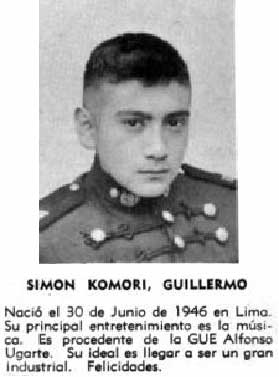 SIMON KOMORI, GUILLERMO
Nació el 30 de Junio de 1946 en Lima.
Su principal entretenimiento es la músi-
ca. Es procedente de la GUE Alfonso
Ugarte. Su ideal es llegar a ser un gran
industrial. Felicidades.